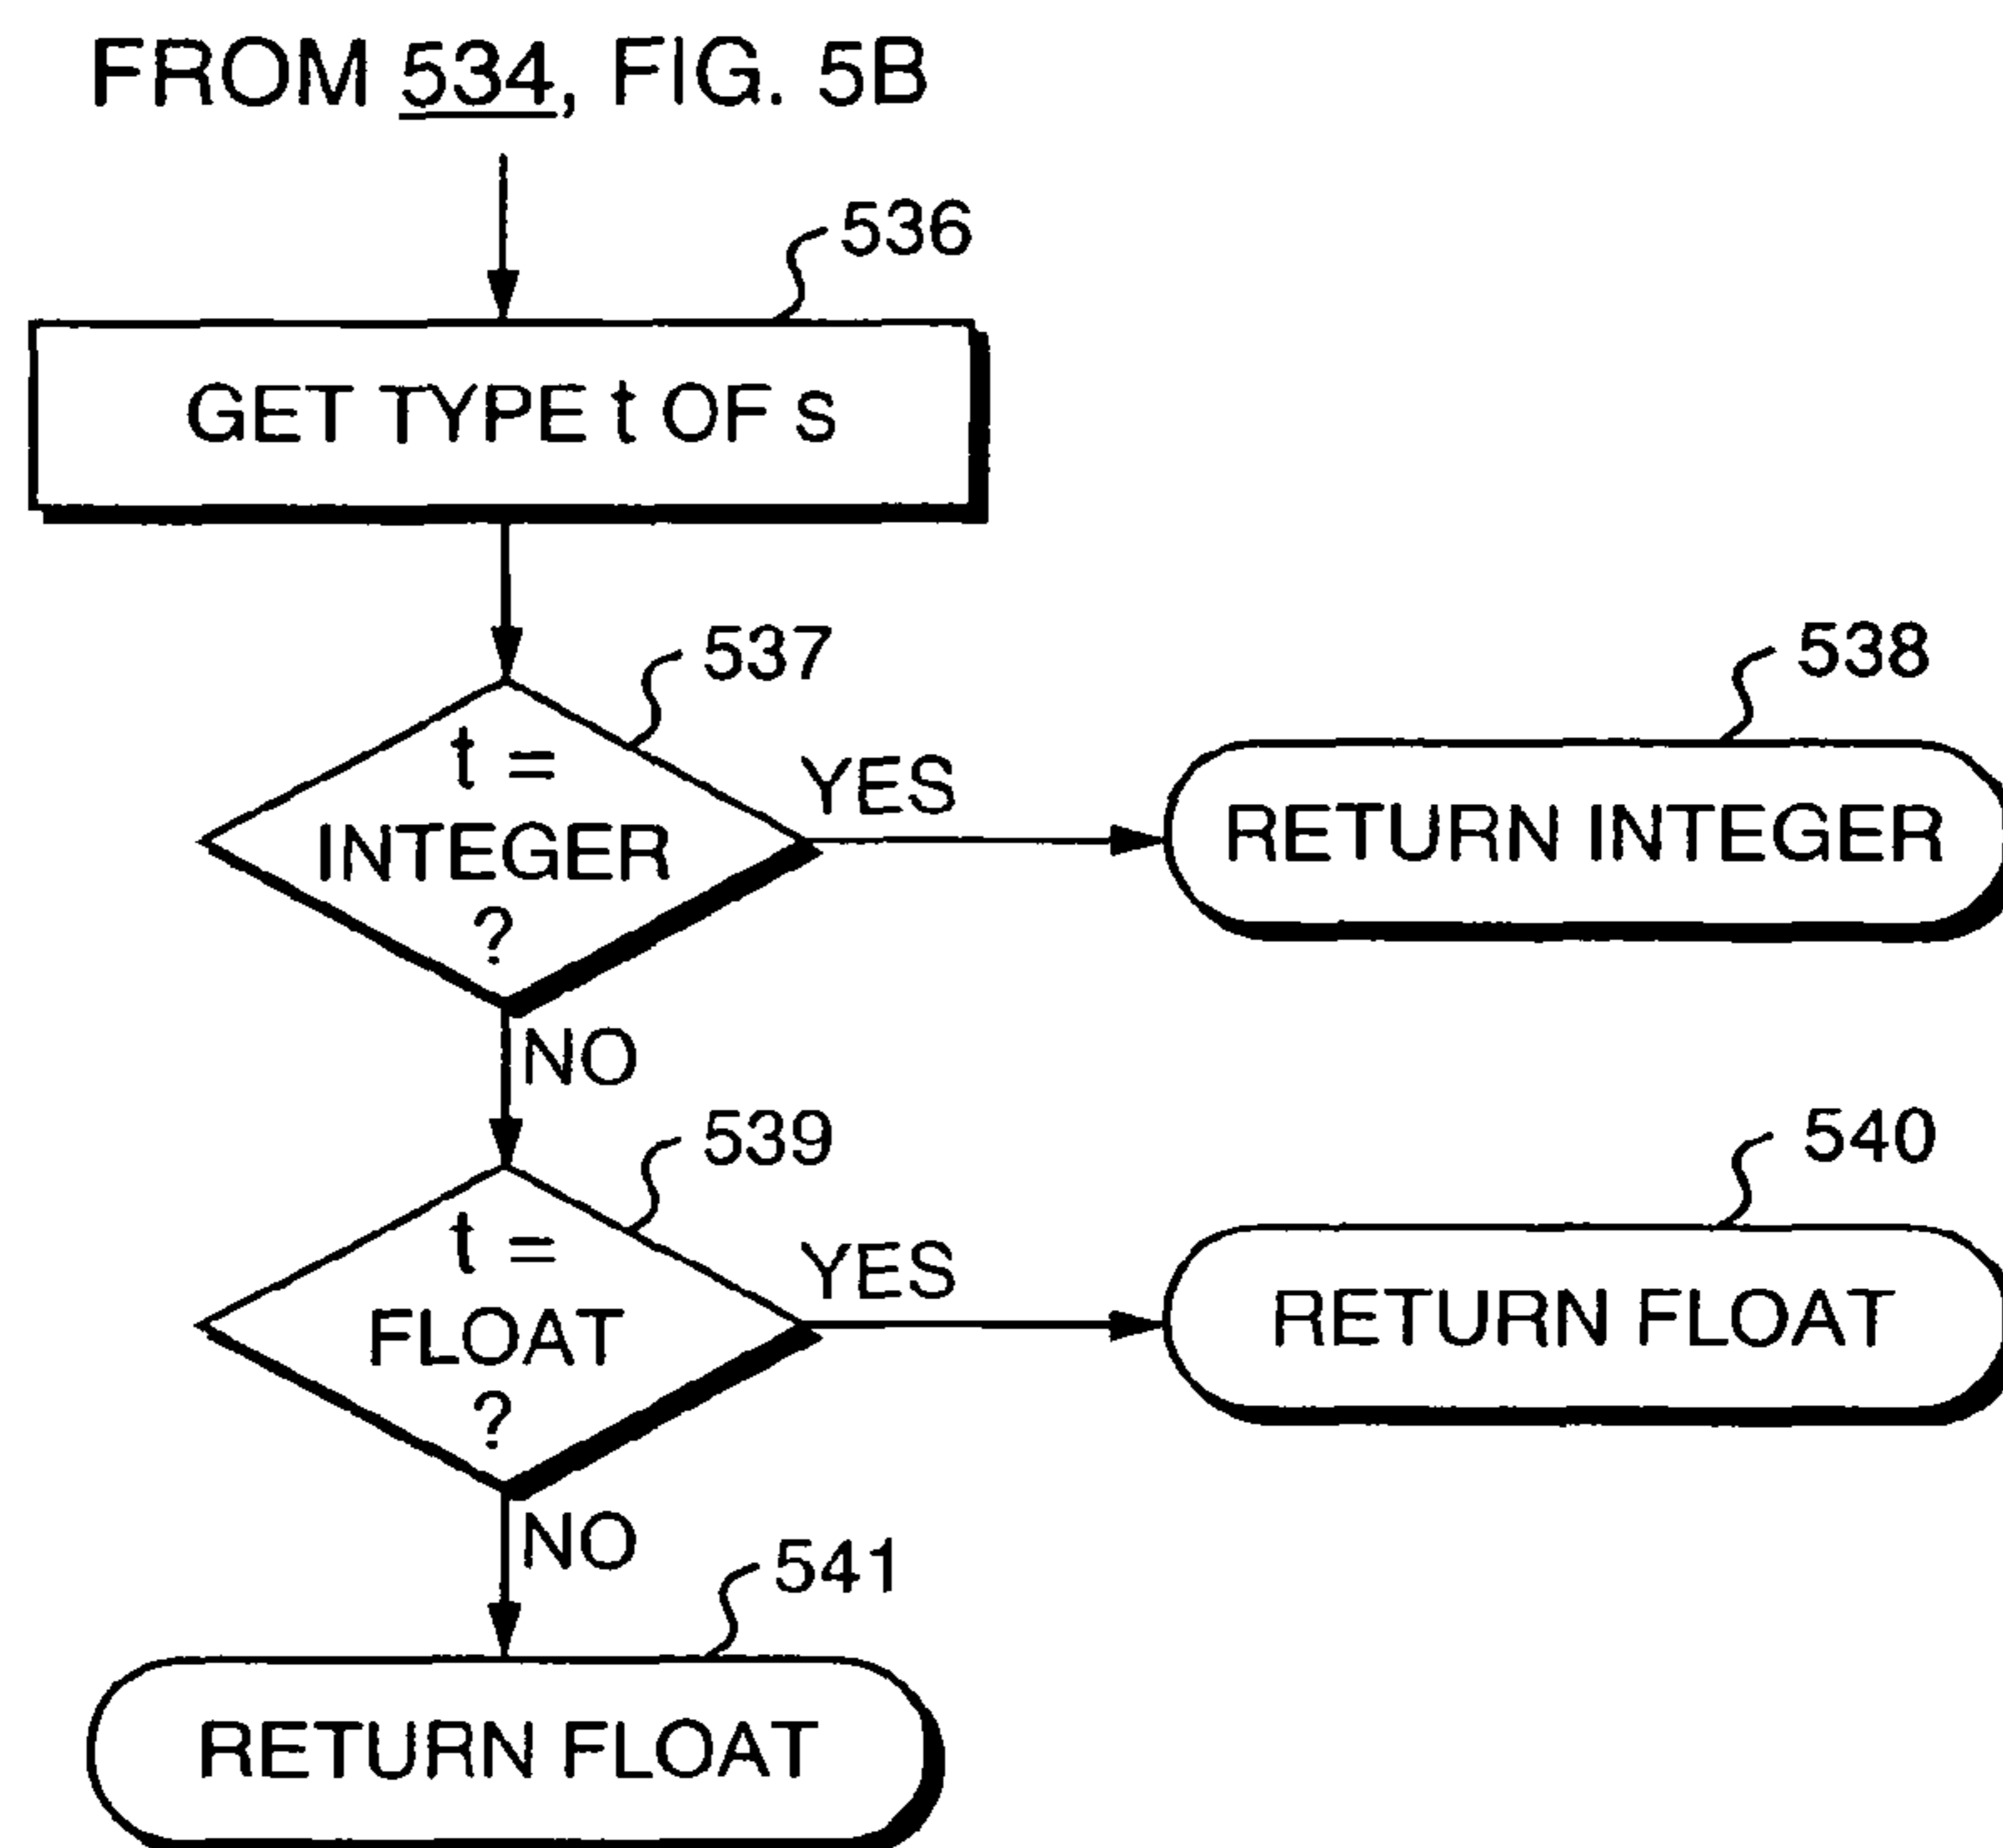 FROM 534, FIG. 5B
536
GET TYPE t OF s
537
t =
INTEGER
?
YES
538
RETURN INTEGER
NO
539
t =
FLOAT
?
YES
540
RETURN FLOAT
NO
541
RETURN FLOAT